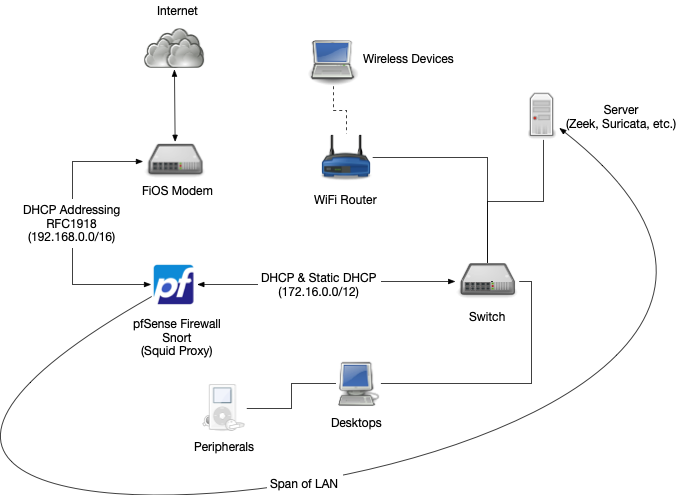 Internet
Wireless Devices
Server
(Zeek, Suricata, etc.)
FiOS Modem
WiFi Router
DHCP Addressing
RFC1918
(192.168.0.0/16)
pf
DHCP & Static DHCP
(172.16.0.0/12)
Switch
pfSense Firewall
Snort
(Squid Proxy)
Desktops
Peripherals
Span of LAN